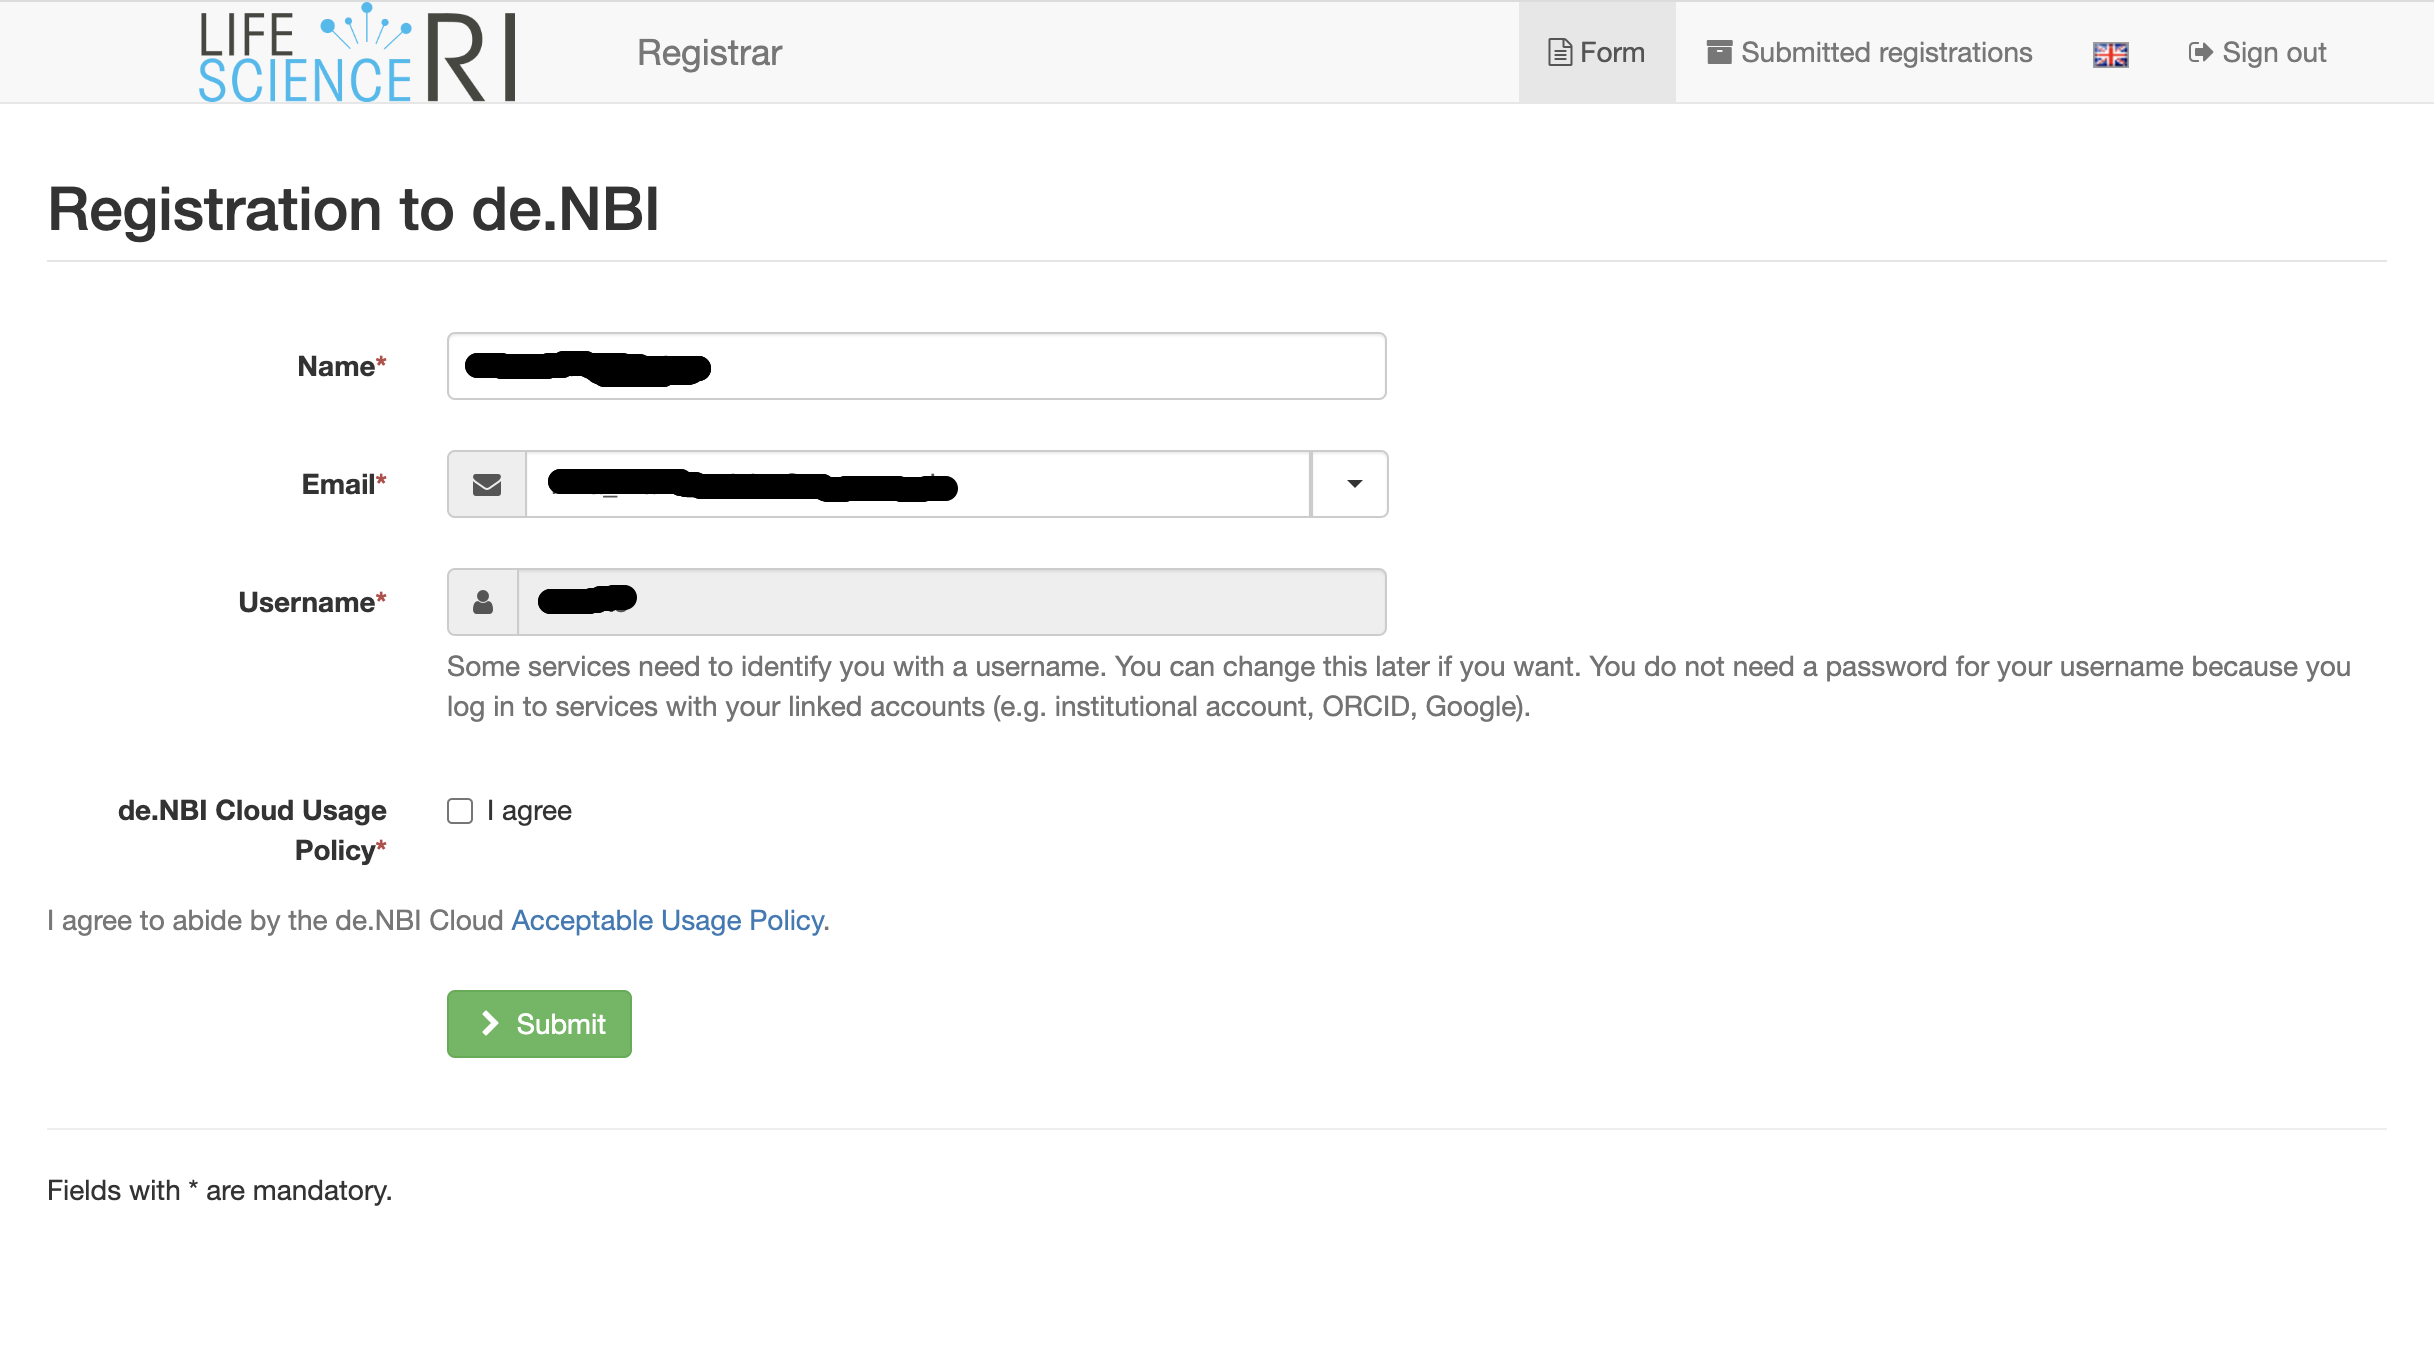 LIFE
SCIENCE RI
Registrar
Form
Submitted registrations
Sign out
Registration to de.NBI
Name*
Email*
Username*
Some services need to identify you with a username. You can change this later if you want. You do not need a password for your username because you
log in to services with your linked accounts (e.g. institutional account, ORCID, Google).
de.NBI Cloud Usage
Policy*
I agree
I agree to abide by the de.NBI Cloud Acceptable Usage Policy.
Submit
Fields with * are mandatory.